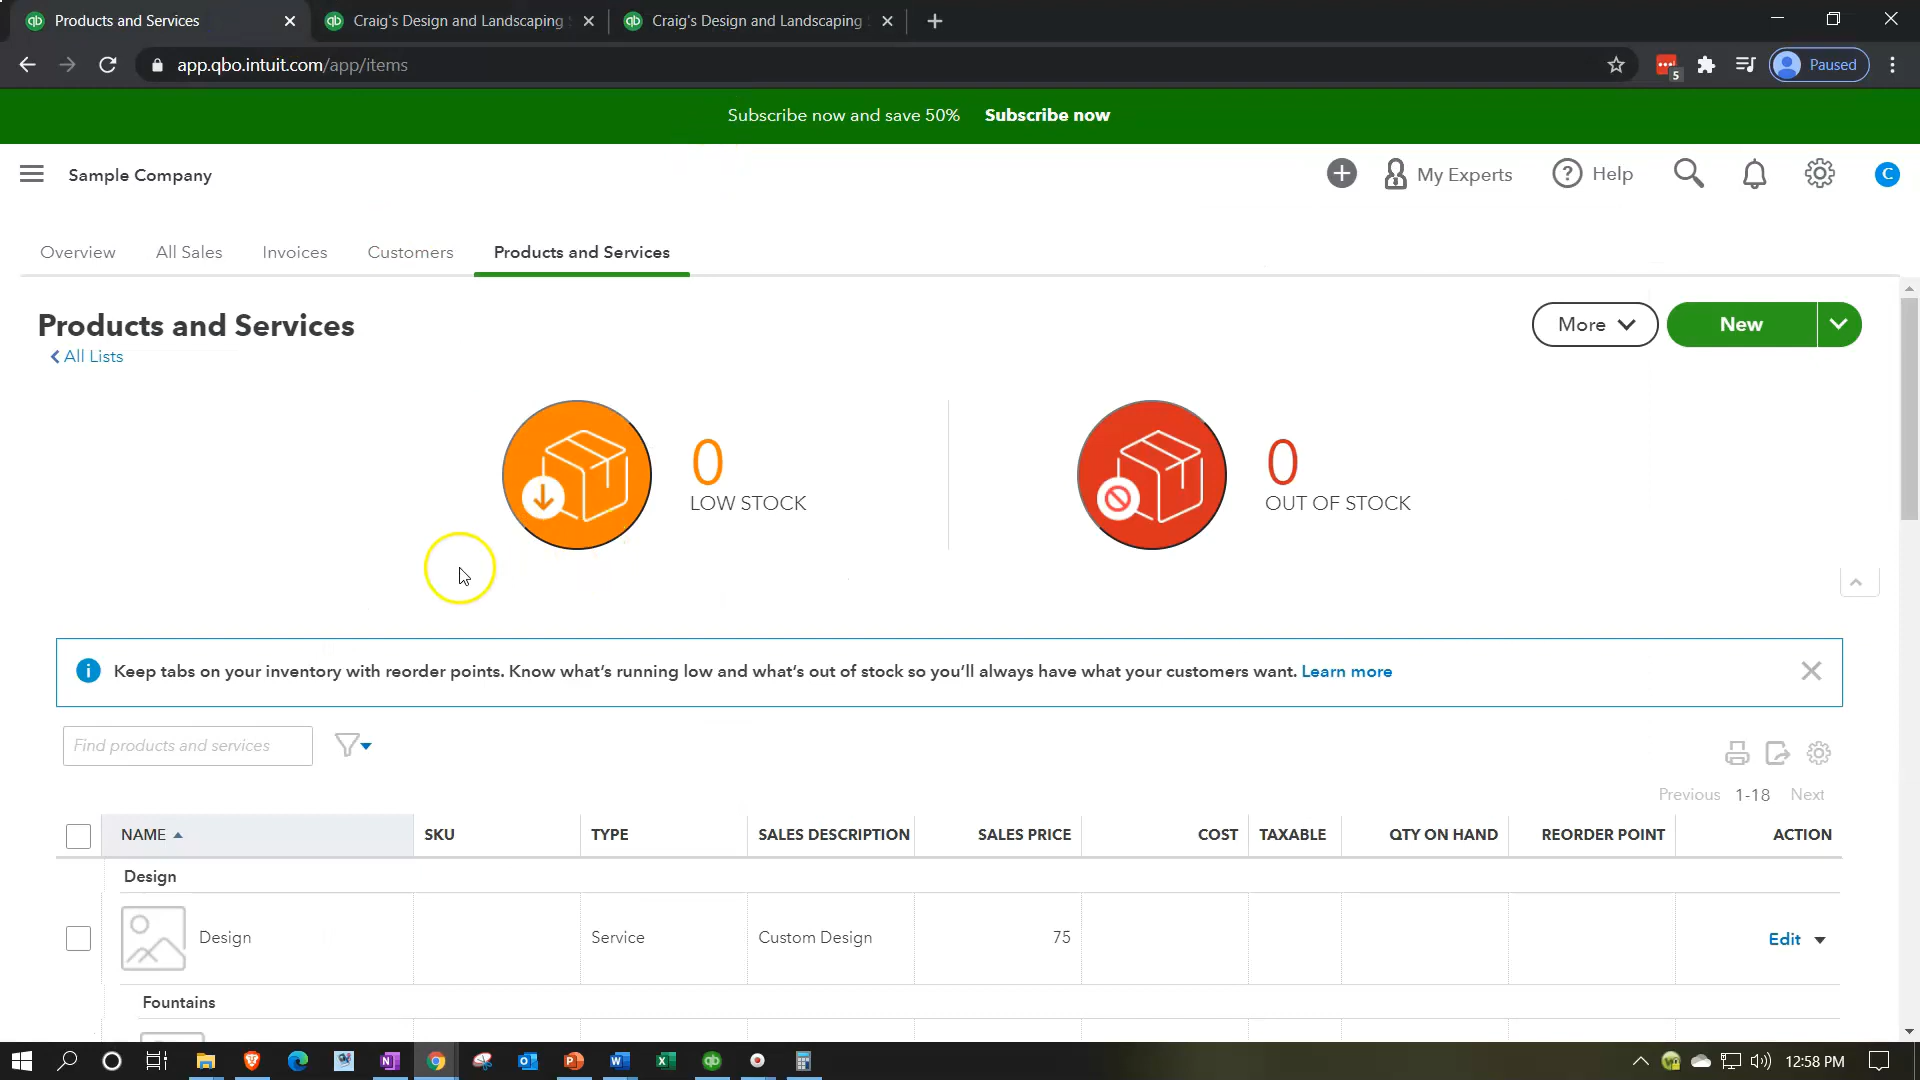 Products and Services
Craig's Design and Landscaping
Craig's Design and Landscaping
app.qbo.intuit.com/app/items
5
Paused
Subscribe now and save 50% Subscribe now
Sample Company
My Experts
? Help
C
Overview
All Sales
Invoices
Customers
Products and Services
Products and Services
All Lists
More
New
0
LOW STOCK
0
OUT OF STOCK
i Keep tabs on your inventory with reorder points. Know what's running low and what's out of stock so you'll always have what your customers want. Learn more
Find products and services
Previous 1-18 Next
NAME SKU TYPE SALES DESCRIPTION SALES PRICE COST TAXABLE QTY ON HAND REORDER POINT ACTION
Design
Design Service Custom Design 75 Edit
Fountains
12:58 PM